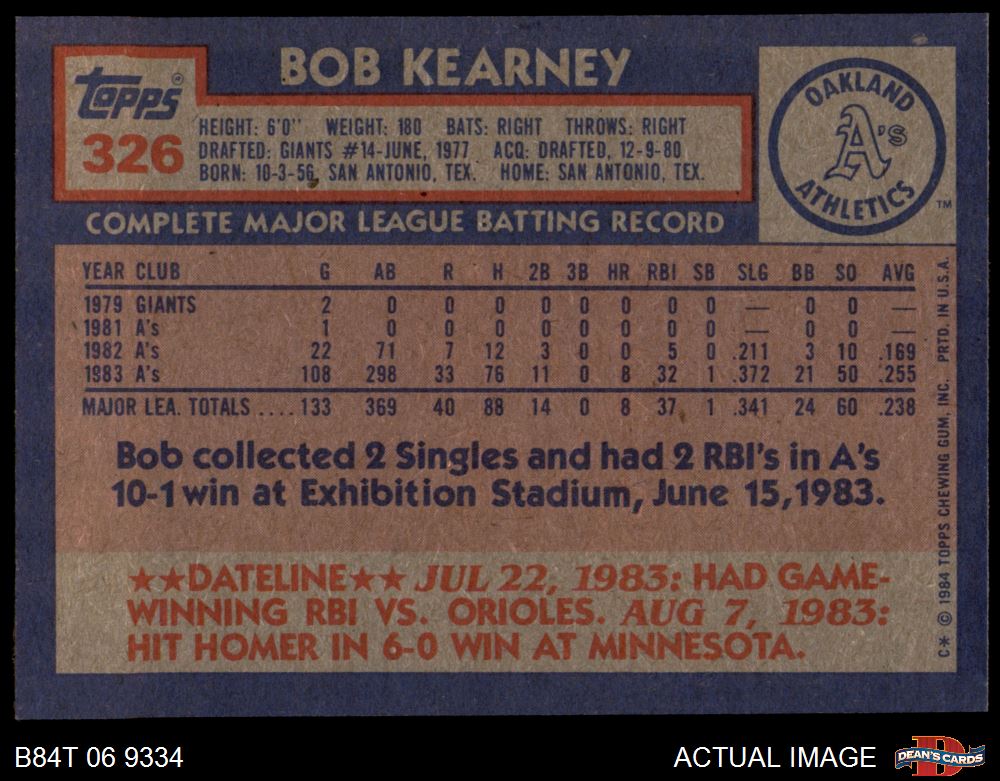 BOB KEARNEY
topps®
326
HEIGHT: 6'0" WEIGHT: 180 BATS: RIGHT THROWS: RIGHT
DRAFTED: GIANTS #14-JUNE, 1977 ACQ: DRAFTED, 12-9-80
BORN: 10-3-56, SAN ANTONIO, TEX. HOME: SAN ANTONIO, TEX.
OAKLAND
A's
ATHLETICS
TM
COMPLETE MAJOR LEAGUE BATTING RECORD
YEAR CLUB G AB R H 2B 3B HR RBI SB SLG BB SO AVG
1979 GIANTS 2 0 0 0 0 0 0 0 0 — 0 0 —
1981 A's 1 0 0 0 0 0 0 0 0 — 0 0 —
1982 A's 22 71 7 12 3 0 0 5 0 .211 3 10 .169
1983 A's 108 298 33 76 11 0 8 32 1 .372 21 50 .255
MAJOR LEA. TOTALS .... 133 369 40 88 14 0 8 37 1 .341 24 60 .238
Bob collected 2 Singles and had 2 RBI's in A's
10-1 win at Exhibition Stadium, June 15, 1983.
★★DATELINE★★ JUL 22, 1983: HAD GAME-
WINNING RBI VS. ORIOLES. AUG 7, 1983:
HIT HOMER IN 6-0 WIN AT MINNESOTA.
C* © 1984 TOPPS CHEWING GUM, INC. PRTD. IN U.S.A.
B84T 06 9334
ACTUAL IMAGE
D
DEAN'S CARDS